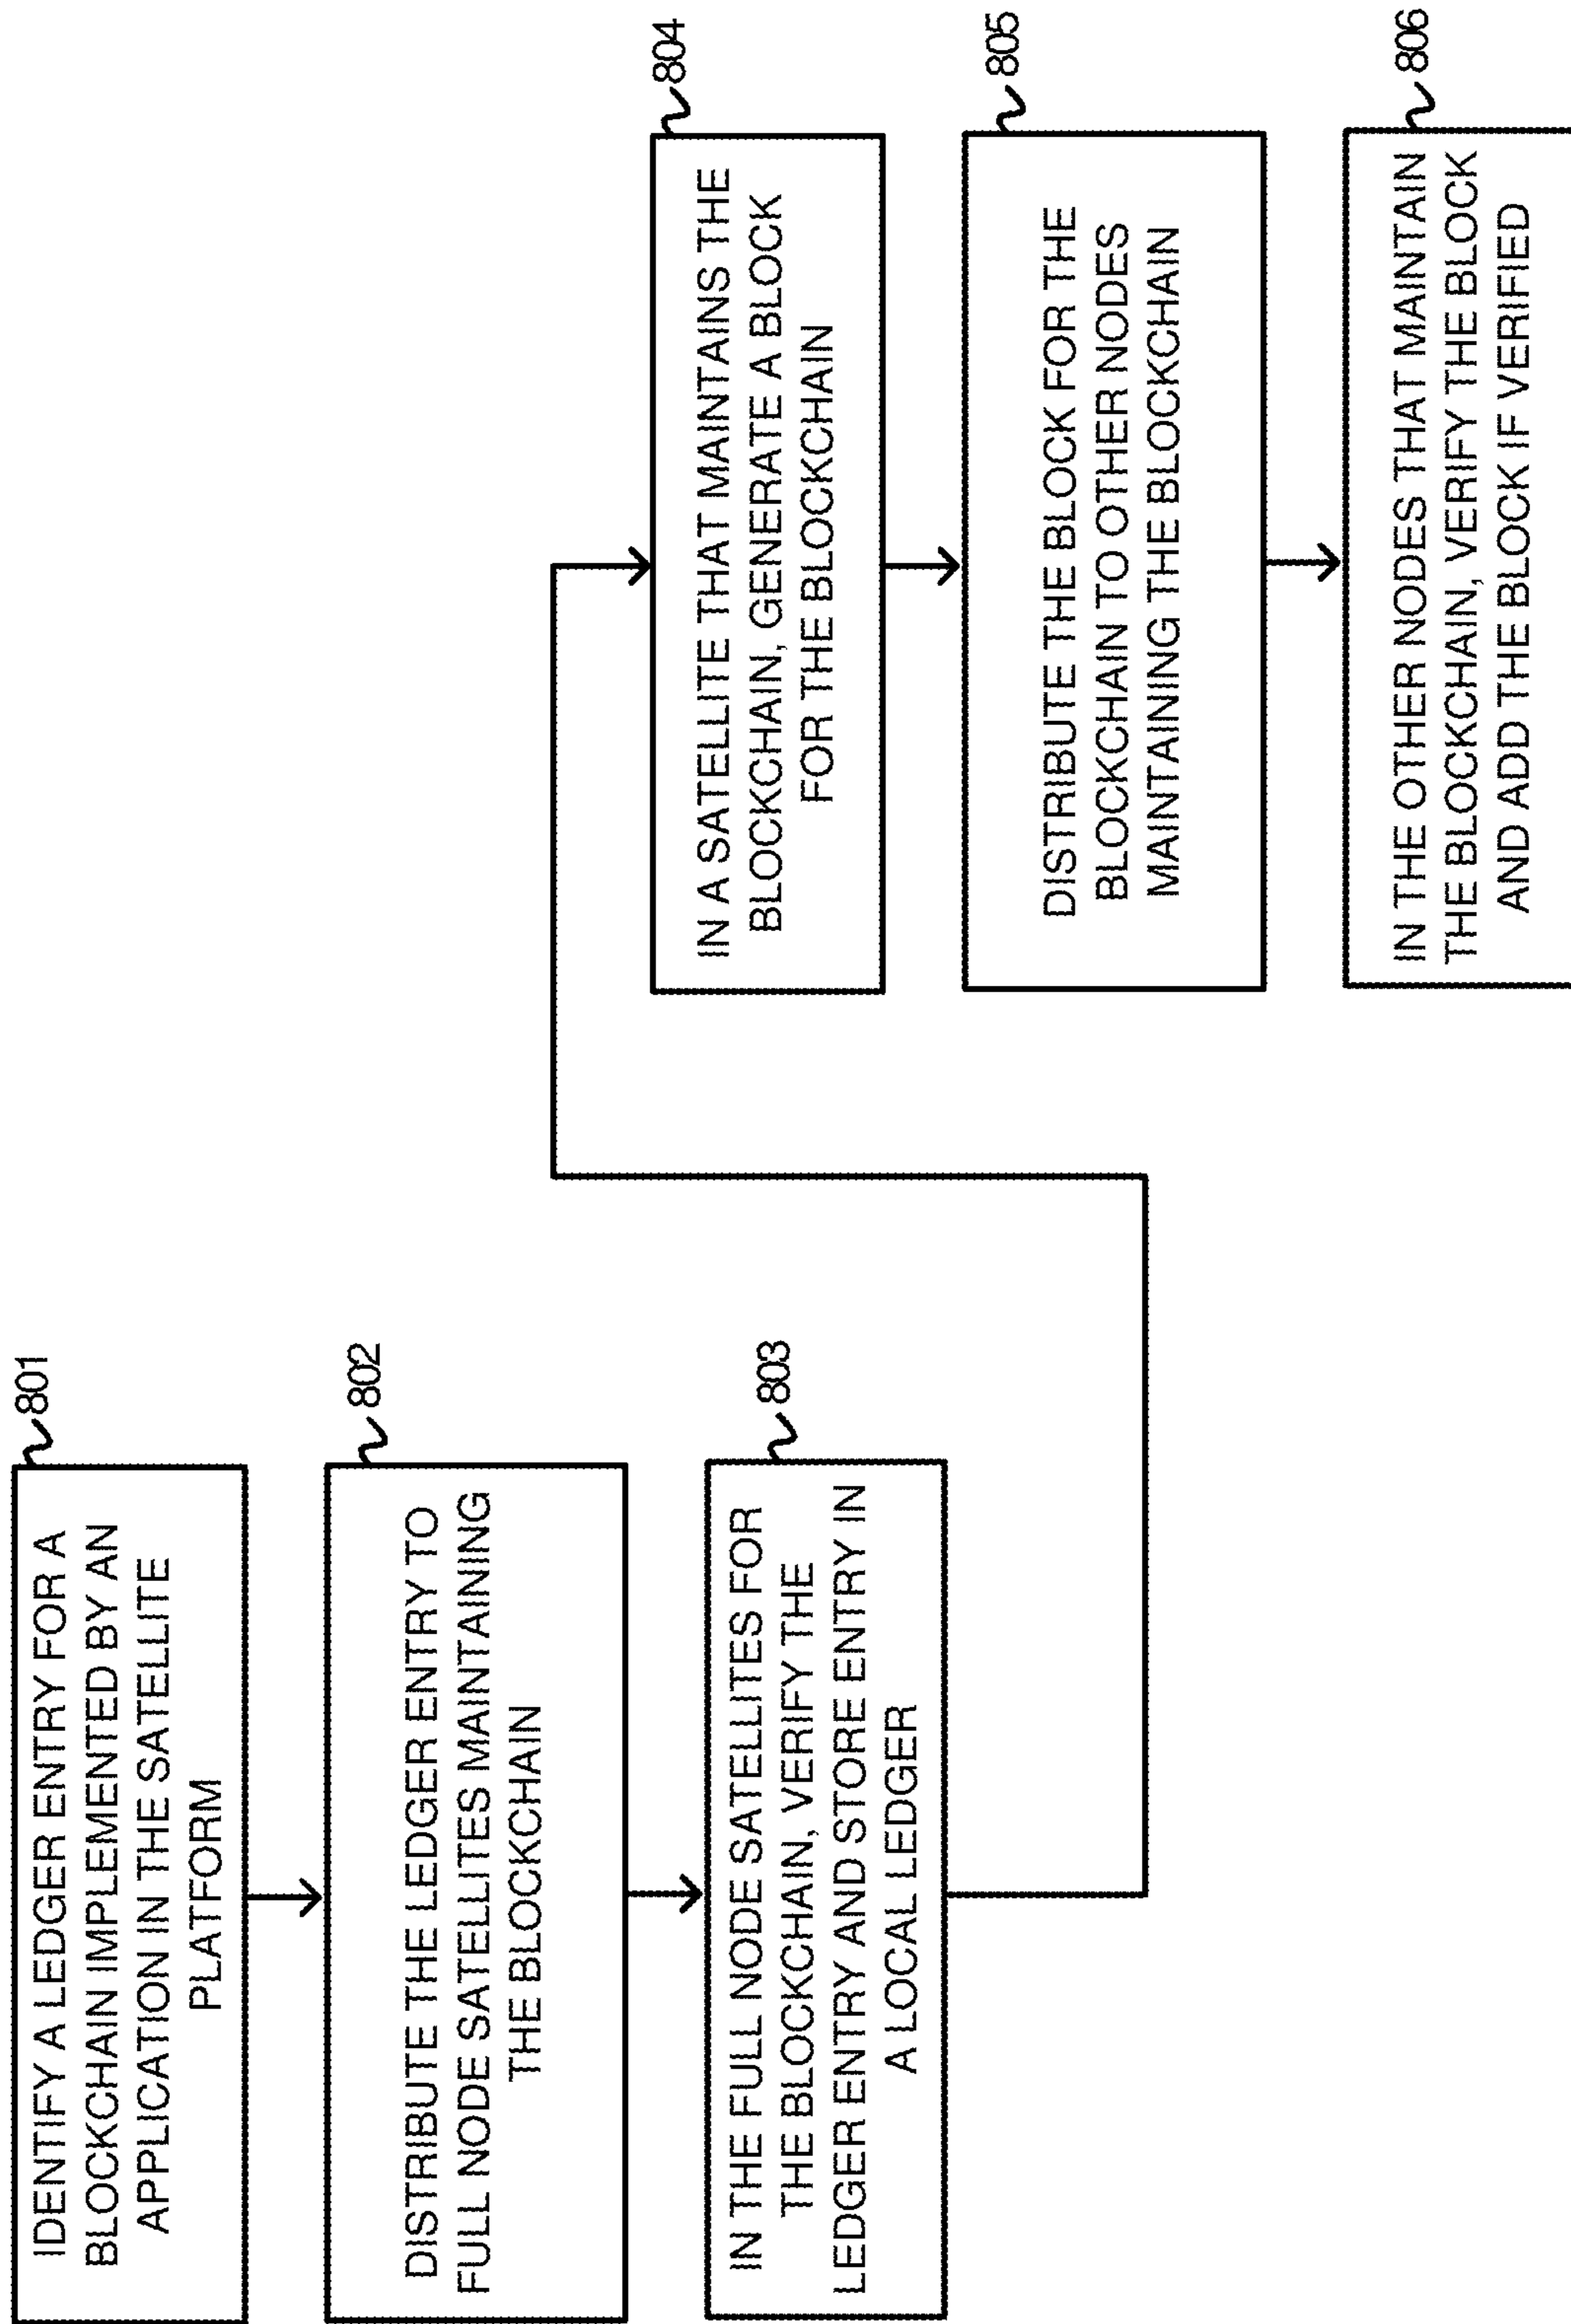 801
IDENTIFY A LEDGER ENTRY FOR A
BLOCKCHAIN IMPLEMENTED BY AN
APPLICATION IN THE SATELLITE
PLATFORM
802
DISTRIBUTE THE LEDGER ENTRY TO
FULL NODE SATELLITES MAINTAINING
THE BLOCKCHAIN
803
IN THE FULL NODE SATELLITES FOR
THE BLOCKCHAIN, VERIFY THE
LEDGER ENTRY AND STORE ENTRY IN
A LOCAL LEDGER
804
IN A SATELLITE THAT MAINTAINS THE
BLOCKCHAIN, GENERATE A BLOCK
FOR THE BLOCKCHAIN
805
DISTRIBUTE THE BLOCK FOR THE
BLOCKCHAIN TO OTHER NODES
MAINTAINING THE BLOCKCHAIN
806
IN THE OTHER NODES THAT MAINTAIN
THE BLOCKCHAIN, VERIFY THE BLOCK
AND ADD THE BLOCK IF VERIFIED